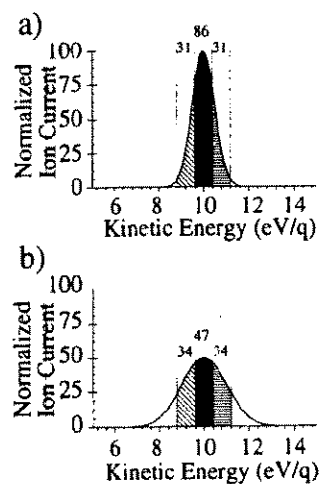 a)
86
31 31
100
75
50
25
0
Normalized
Ion Current
6 8 10 12 14
Kinetic Energy (eV/q)
b)
100
75
50
25
0
Normalized
Ion Current
47
34 34
6 8 10 12 14
Kinetic Energy (eV/q)